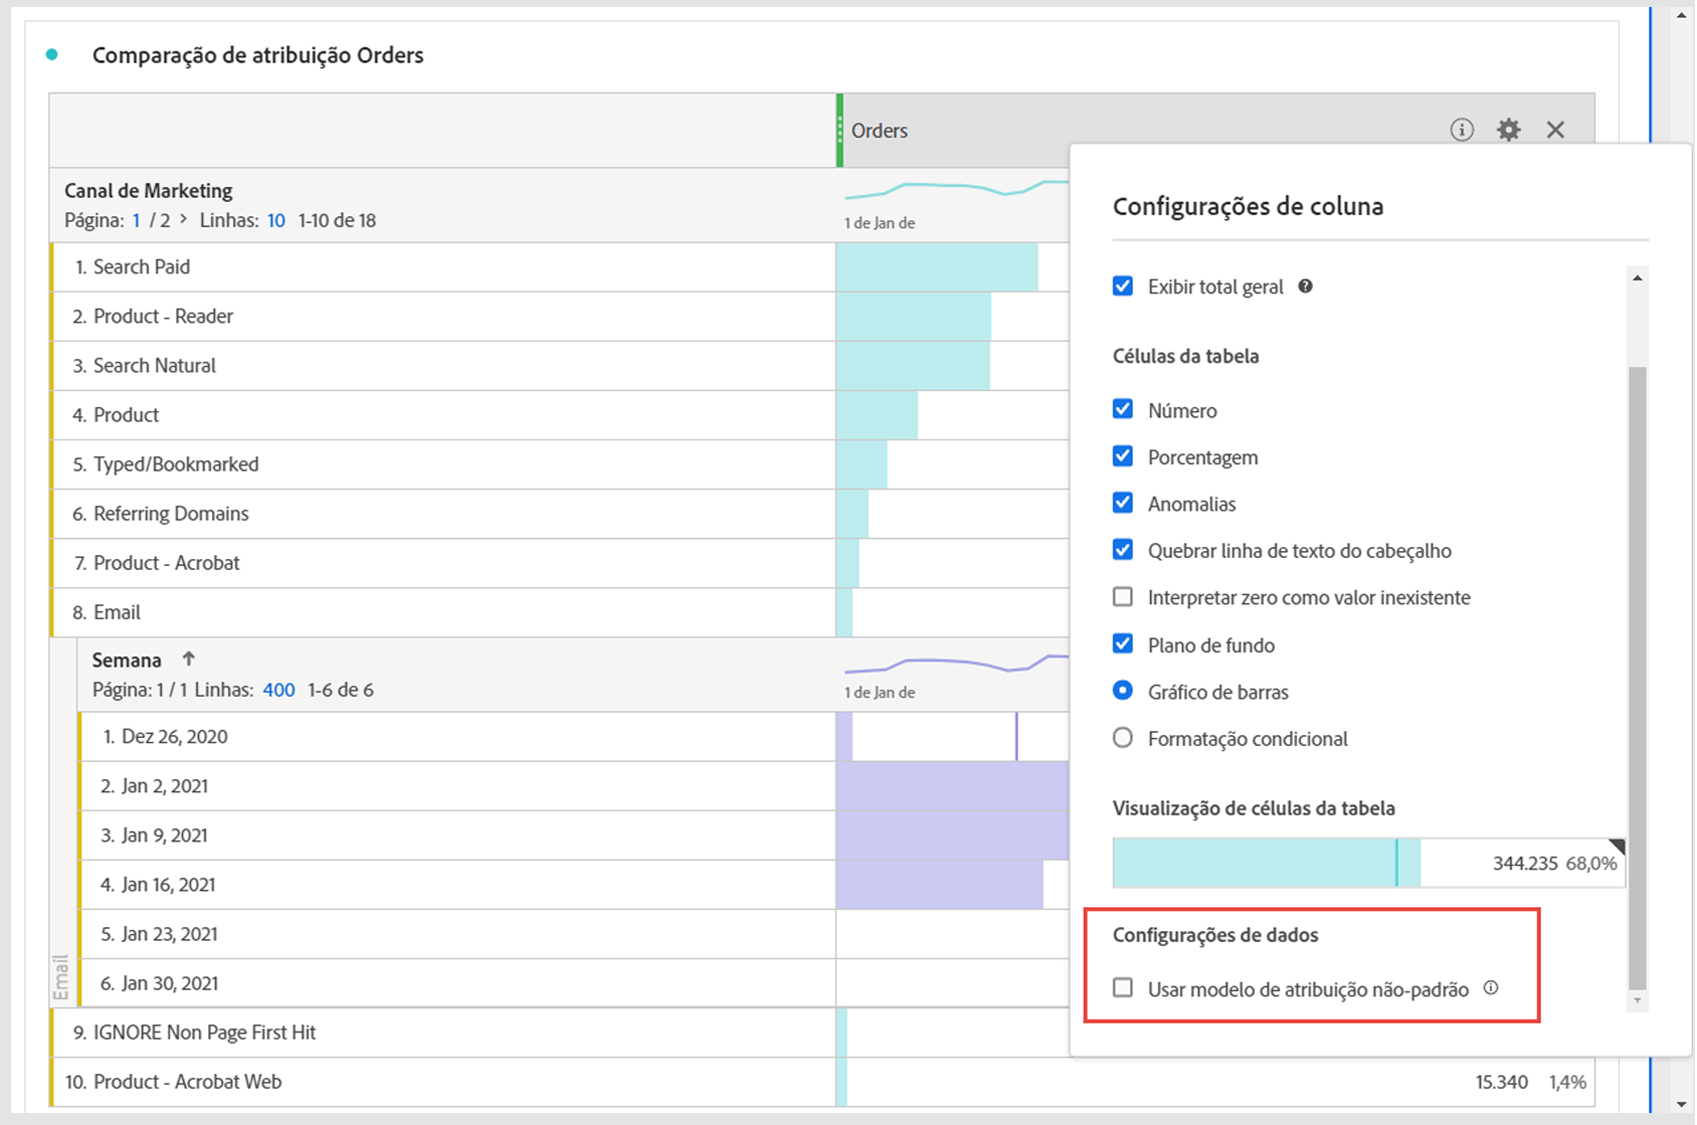 Comparação de atribuição Orders
Orders
Canal de Marketing
Página: 1 / 2 > Linhas: 10 1-10 de 18
1 de Jan de
1. Search Paid
2. Product - Reader
3. Search Natural
4. Product
5. Typed/Bookmarked
6. Referring Domains
7. Product - Acrobat
8. Email
Semana
Página: 1 / 1 Linhas: 400 1-6 de 6
1 de Jan de
1. Dez 26, 2020
2. Jan 2, 2021
3. Jan 9, 2021
4. Jan 16, 2021
5. Jan 23, 2021
6. Jan 30, 2021
Email
9. IGNORE Non Page First Hit
10. Product - Acrobat Web
15.340 1,4%
Configurações de coluna
Exibir total geral
Células da tabela
Número
Porcentagem
Anomalias
Quebrar linha de texto do cabeçalho
Interpretar zero como valor inexistente
Plano de fundo
Gráfico de barras
Formatação condicional
Visualização de células da tabela
344.235 68,0%
Configurações de dados
Usar modelo de atribuição não-padrão